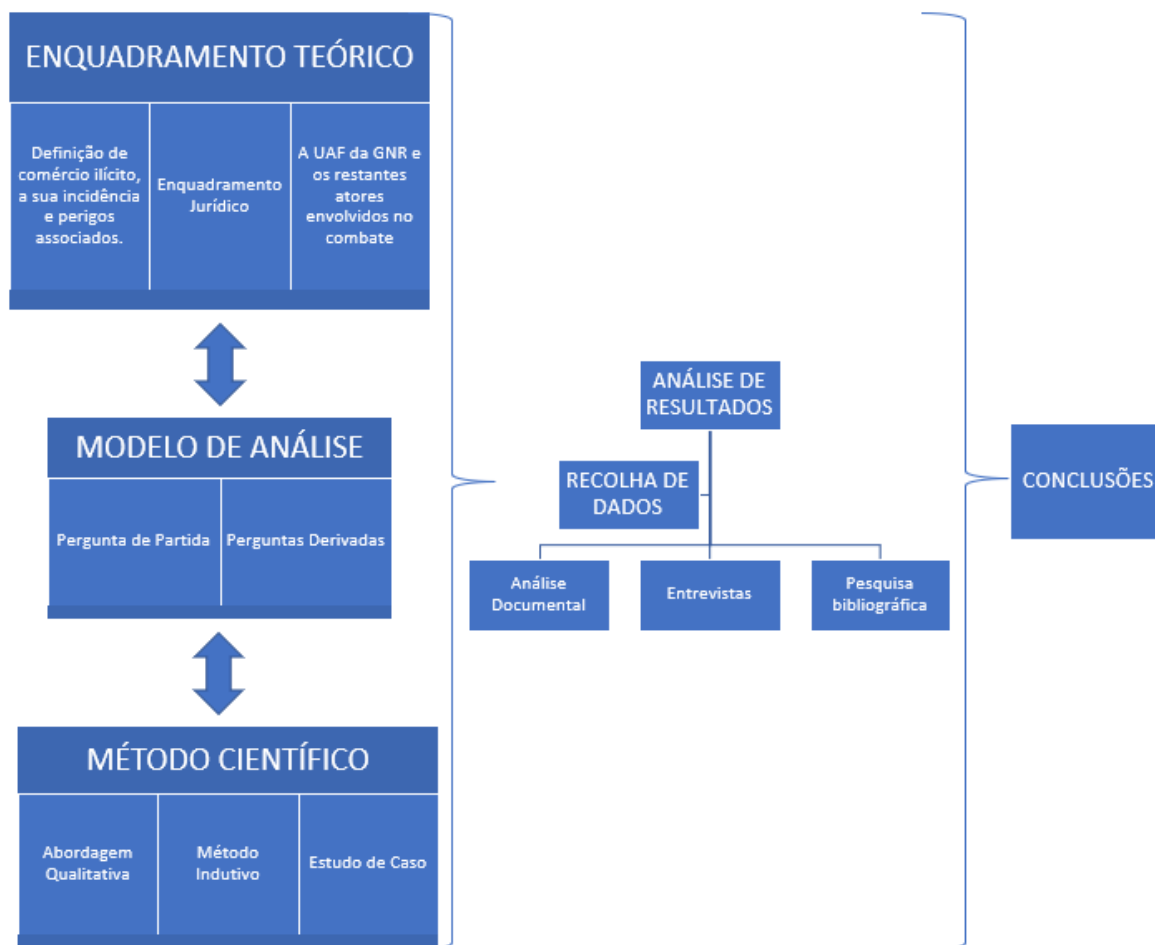 ENQUADRAMENTO TEÓRICO
Definição de
comércio ilícito,
a sua incidência
e perigos
associados.
Enquadramento
Jurídico
A UAF da GNR e
os restantes
atores
envolvidos no
combate
MODELO DE ANÁLISE
Pergunta de Partida
Perguntas Derivadas
MÉTODO CIENTÍFICO
Abordagem
Qualitativa
Método
Indutivo
Estudo de Caso
ANÁLISE DE
RESULTADOS
RECOLHA DE
DADOS
Análise
Documental
Entrevistas
Pesquisa
bibliográfica
CONCLUSÕES